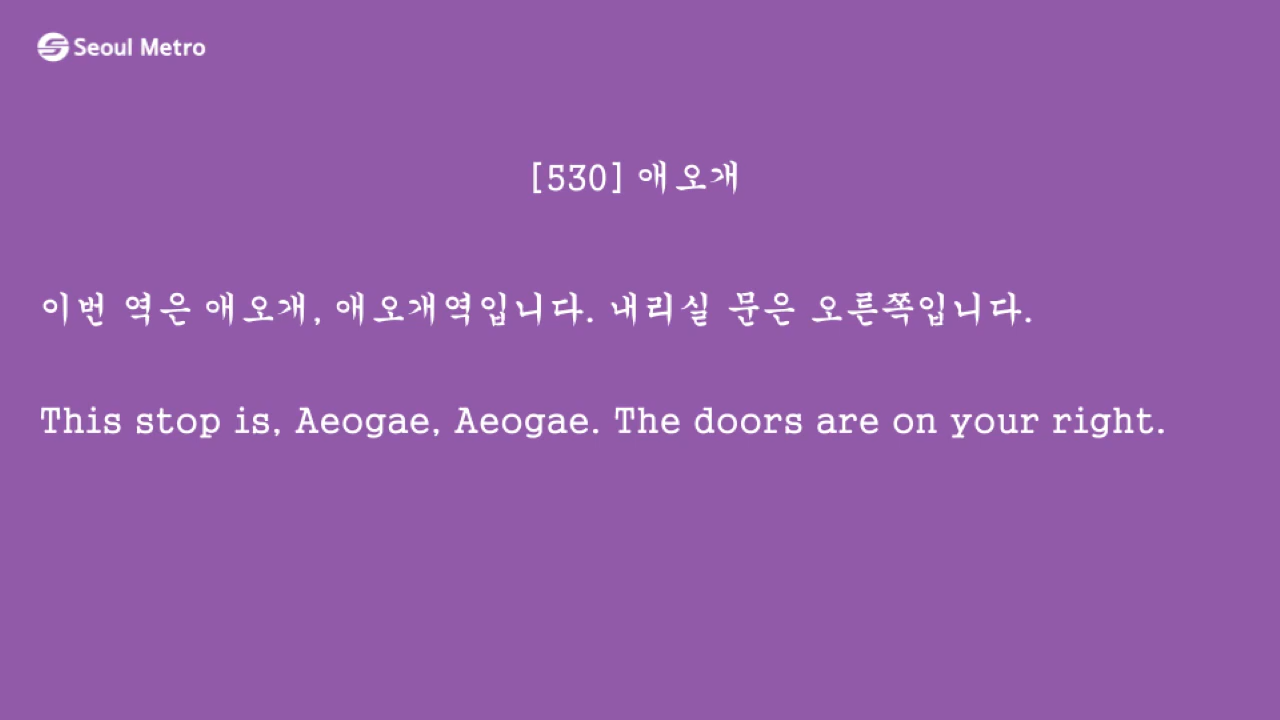 Seoul Metro
[530] 애오개
이번 역은 애오개, 애오개역입니다. 내리실 문은 오른쪽입니다.
This stop is, Aeogae, Aeogae. The doors are on your right.